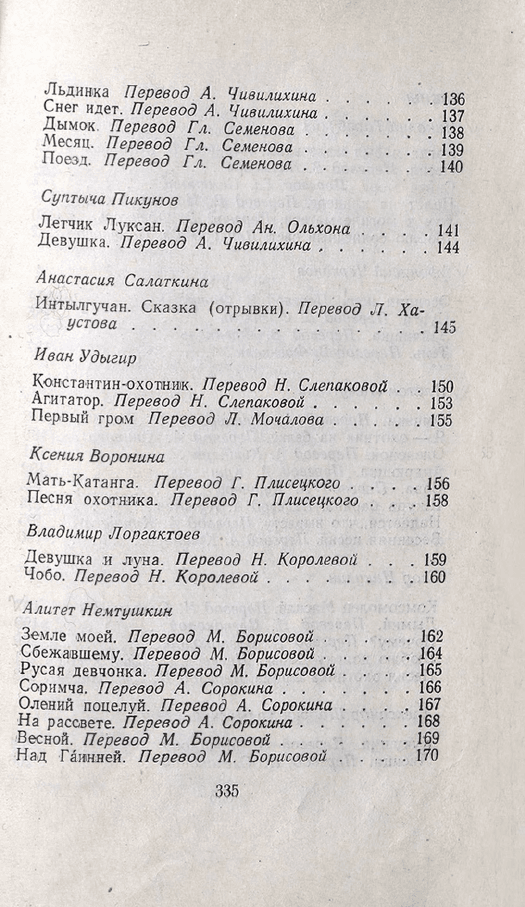 Льдинка Перевод А. Чивилихина . . . . . . 136
Снег идет. Перевод А. Чивилихина . . . . . . 137
Дымок. Перевод Гл. Семенова . . . . . . . 138
Месяц. Перевод Гл. Семенова . . . . . . . 139
Поезд. Перевод Гл. Семенова . . . . . . . 140
Суптыча Пикунов
Летчик Луксан. Перевод Ан. Ольхона . . . . 141
Девушка. Перевод А. Чивилихина . . . . . . 144
Анастасия Салаткина
Интылгучан. Сказка (отрывки). Перевод Л. Ха-
устова . . . . . . . . . . . . . . 145
Иван Удыгир
Константин-охотник. Перевод Н. Слепаковой . . 150
Агитатор. Перевод Н. Слепаковой . . . . . . 153
Первый гром Перевод Л. Мочалова . . . . . 155
Ксения Воронина
Мать-Катанга. Перевод Г. Плисецкого . . . . 156
Песня охотника. Перевод Г. Плисецкого . . . . 158
Владимир Лоргактоев
Девушка и луна. Перевод Н. Королевой . . . 159
Чобо. Перевод Н. Королевой . . . . . . . . 160
Алитет Немтушкин
Земле моей. Перевод М. Борисовой . . . . . 162
Сбежавшему. Перевод М. Борисовой . . . . . 164
Русая девчонка. Перевод М. Борисовой . . . . 165
Соримча. Перевод А. Сорокина . . . . . . . 166
Олений поцелуй. Перевод А. Сорокина . . . . 167
На рассвете. Перевод А. Сорокина . . . . . . 168
Весной. Перевод М. Борисовой . . . . . . . 169
Над Гаинней. Перевод М. Борисовой . . . . . 170
335